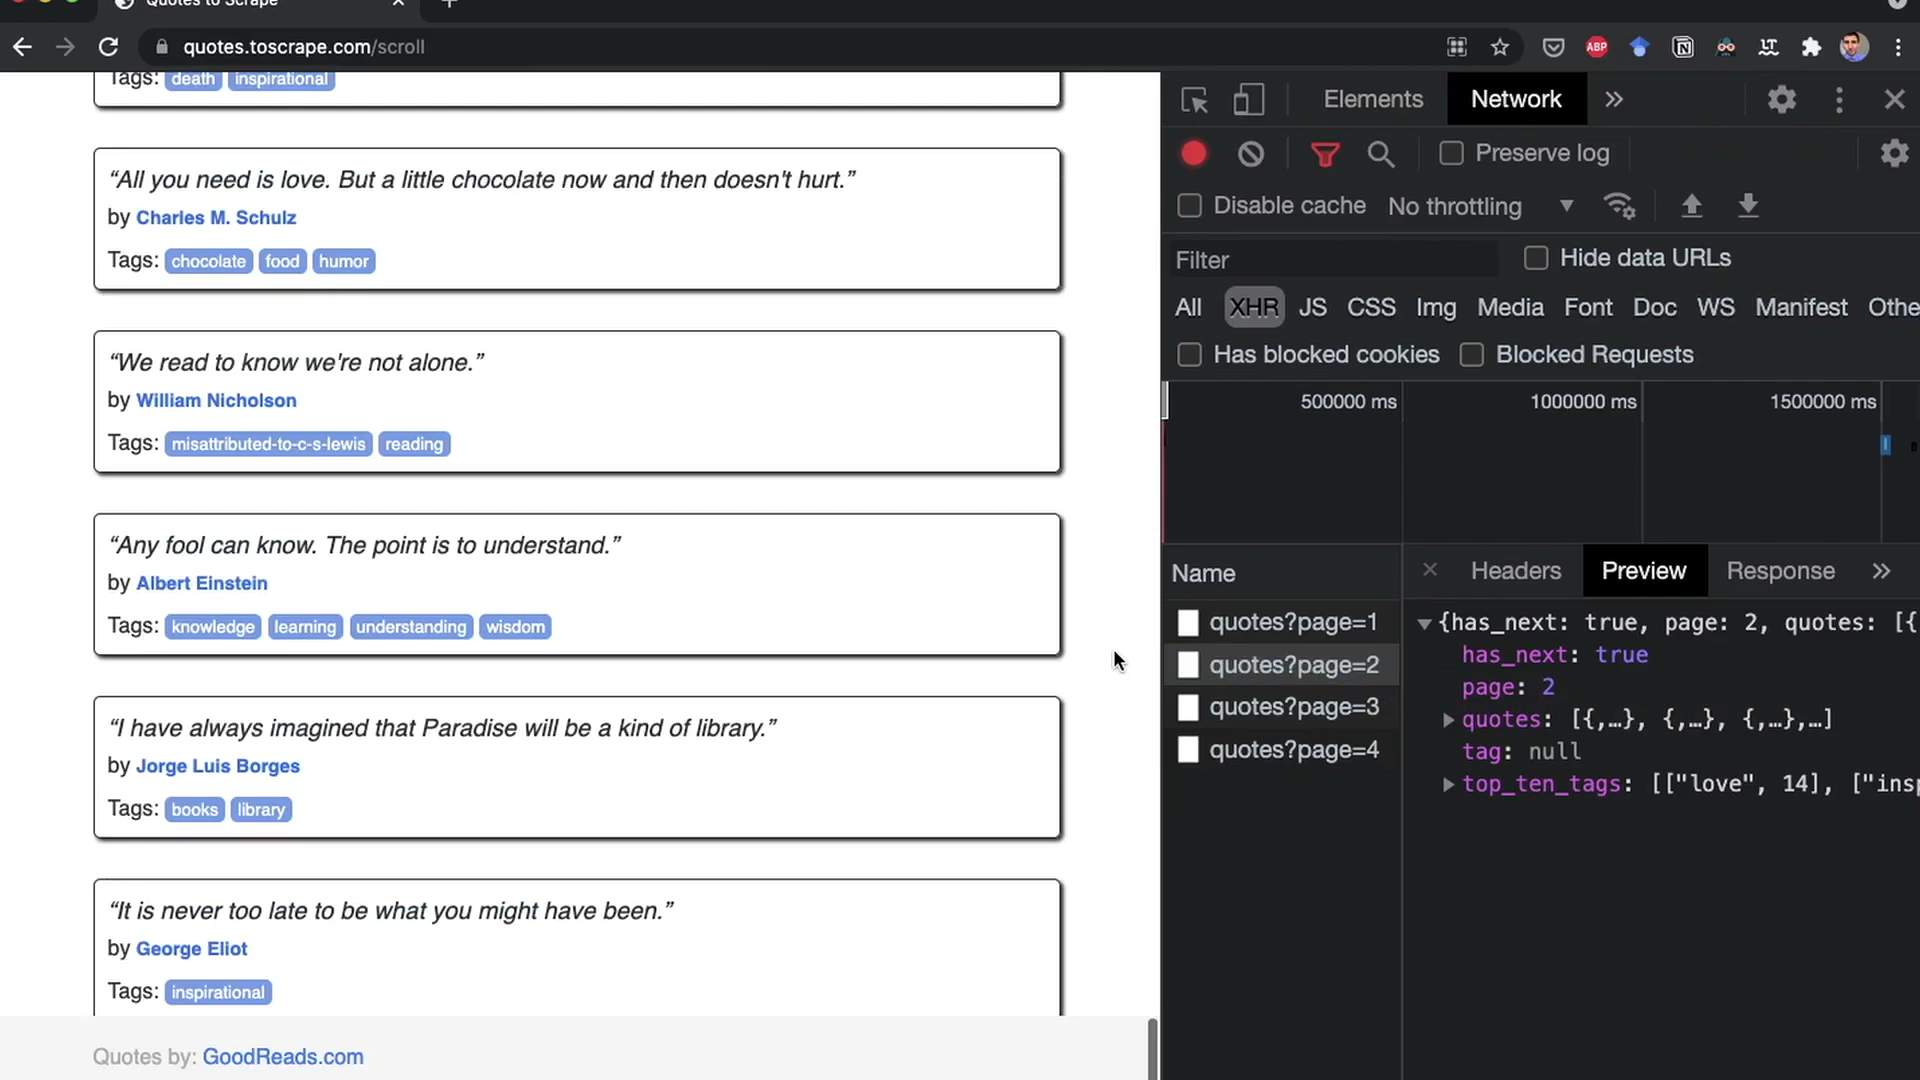 Quotes to Scrape
quotes.toscrape.com/scroll
ABP
Tags: death inspirational
“All you need is love. But a little chocolate now and then doesn't hurt.”
by Charles M. Schulz
Tags: chocolate food humor
“We read to know we're not alone.”
by William Nicholson
Tags: misattributed-to-c-s-lewis reading
“Any fool can know. The point is to understand.”
by Albert Einstein
Tags: knowledge learning understanding wisdom
“I have always imagined that Paradise will be a kind of library.”
by Jorge Luis Borges
Tags: books library
“It is never too late to be what you might have been.”
by George Eliot
Tags: inspirational
Quotes by: GoodReads.com
Elements Network
Preserve log
Disable cache No throttling
Filter Hide data URLs
All XHR JS CSS Img Media Font Doc WS Manifest Othe
Has blocked cookies Blocked Requests
500000 ms 1000000 ms 1500000 ms
Name
quotes?page=1
quotes?page=2
quotes?page=3
quotes?page=4
Headers Preview Response
{has_next: true, page: 2, quotes: [{
has_next: true
page: 2
quotes: [{,…}, {,…}, {,…},…]
tag: null
top_ten_tags: [["love", 14], ["insp